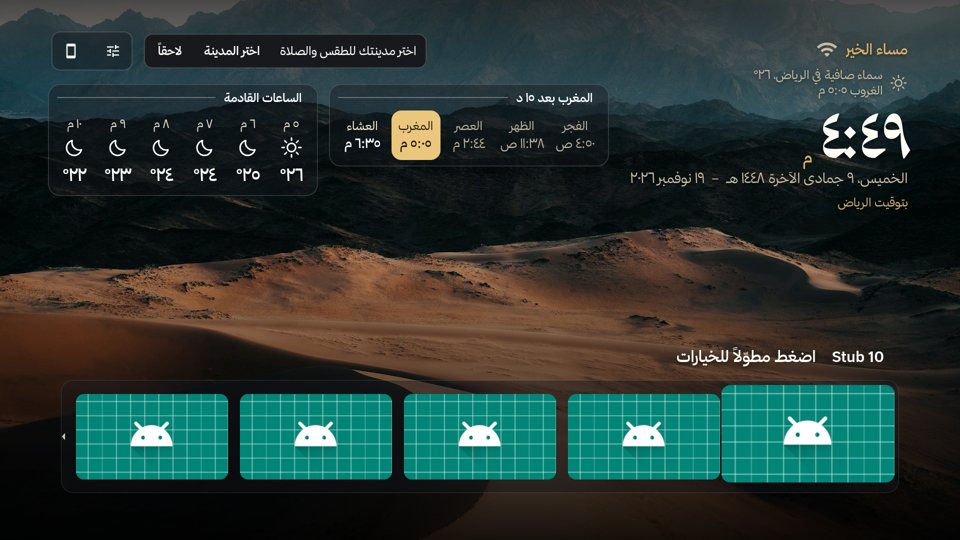 مساء الخير
سماء صافية في الرياض، ٢٦°
الغروب ٥:٠٥ م
٤:٤٩ م
الخميس، ٩ جمادى الآخرة ١٤٤٨ هـ – ١٩ نوفمبر ٢٠٢٦
بتوقيت الرياض
اختر مدينتك للطقس والصلاة اختر المدينة لاحقاً
المغرب بعد ١٥ د
الفجر الظهر العصر المغرب العشاء
٤:٥٠ ص ١١:٣٨ ص ٢:٤٤ م ٥:٠٥ م ٦:٣٥ م
الساعات القادمة
٥ م ٦ م ٧ م ٨ م ٩ م ١٠ م
٢٦° ٢٥° ٢٤° ٢٤° ٢٣° ٢٢°
Stub 10 اضغط مطوّلاً للخيارات